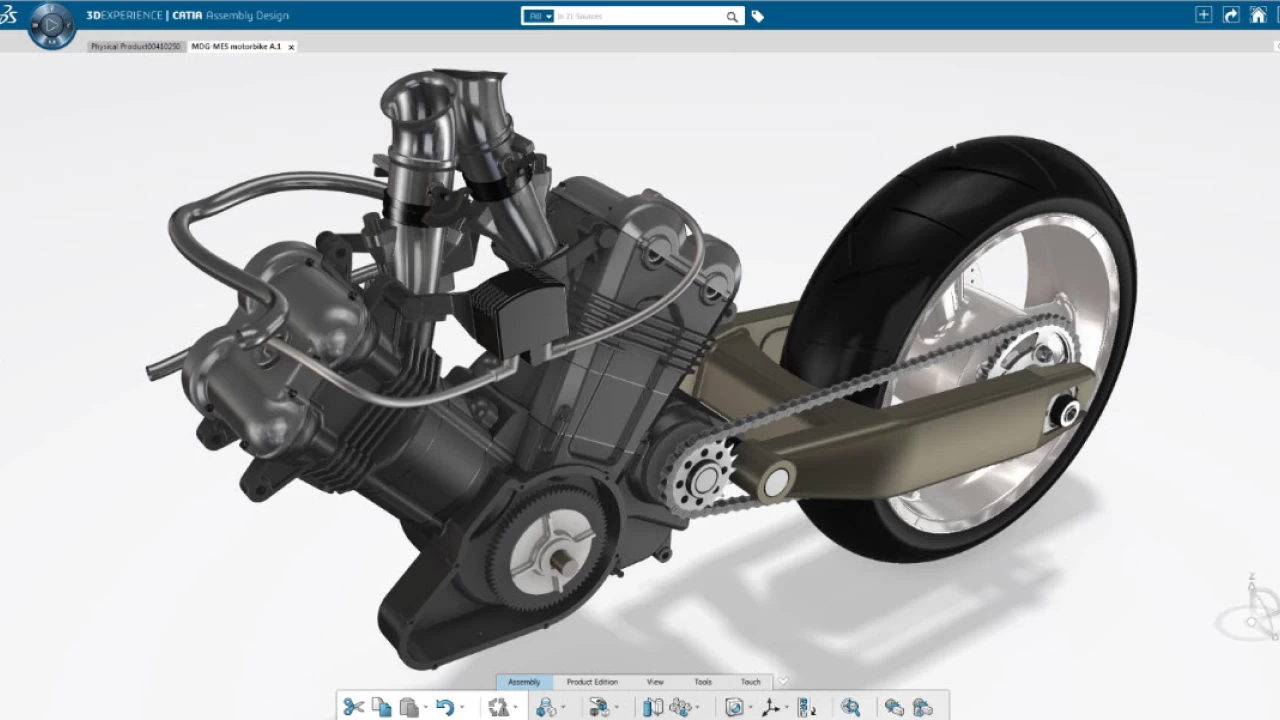 3DEXPERIENCE | CATIA Assembly Design
All in 21 Sources
Physical Product00410250
MDG-MES motorbike A.1 x
Assembly Product Edition View Tools Touch
Z